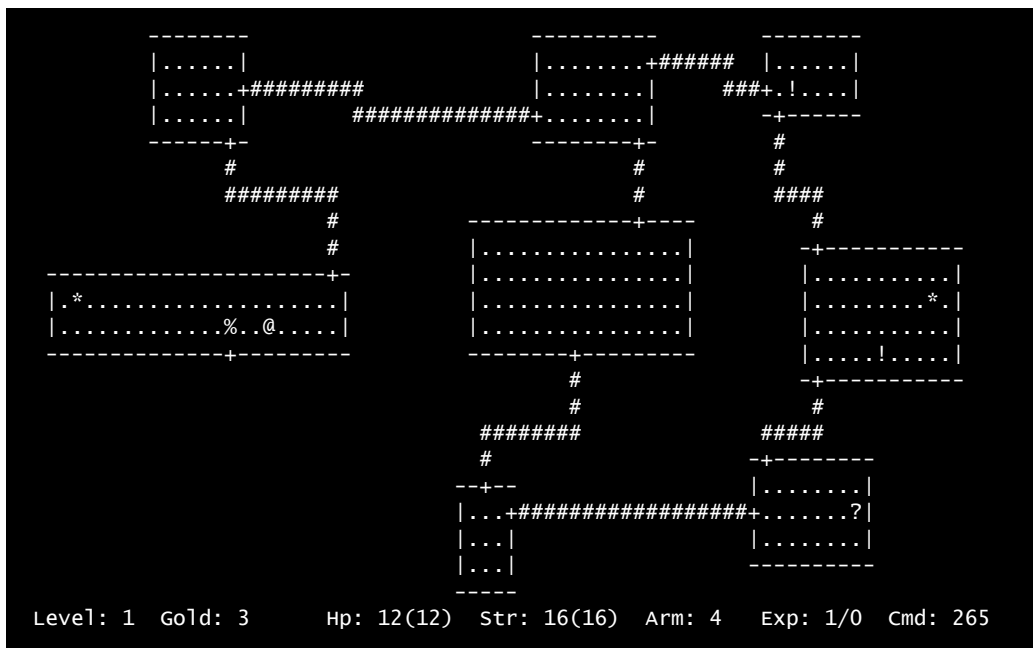 --------                  ----------       --------
        |......|                  |........+######  |......|
        |......+#########         |........|     ###+.!....|
        |......|        ##############+........|        -+------
        ------+-                  --------+-         #
              #                           #          #
              #########                   #          ####
                      #        -------------+----       #
                      #        |................|      -+-----------
----------------------+-       |................|      |...........|
|.*....................|       |................|      |.........*.|
|.............%..@.....|       |................|      |...........|
--------------+---------       --------+---------      |.....!.....|
                                       #               -+-----------
                                       #                #
                                ########            #####
                                #                  -+--------
                              --+--                |........|
                              |...+##################+.......?|
                              |...|                |........|
                              |...|                ----------
                              -----
Level: 1  Gold: 3      Hp: 12(12)  Str: 16(16)  Arm: 4   Exp: 1/0  Cmd: 265